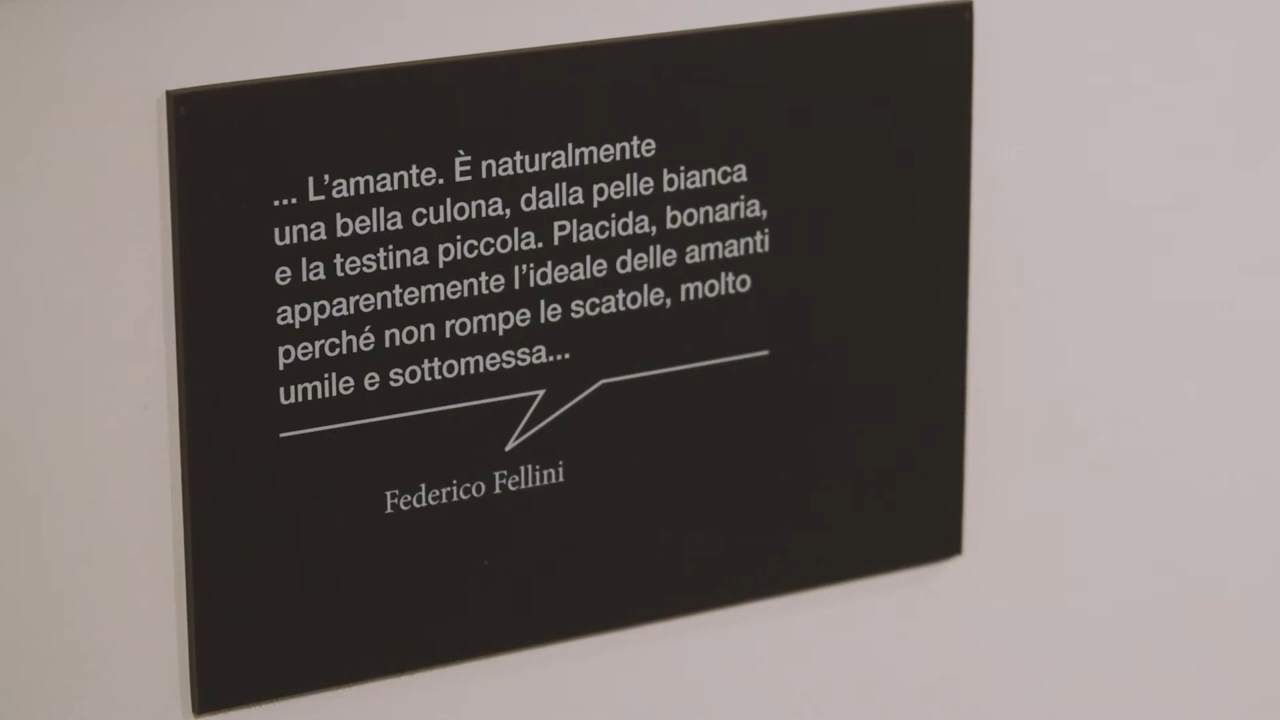 ... L’amante. È naturalmente
una bella culona, dalla pelle bianca
e la testina piccola. Placida, bonaria,
apparentemente l’ideale delle amanti
perché non rompe le scatole, molto
umile e sottomessa...
Federico Fellini